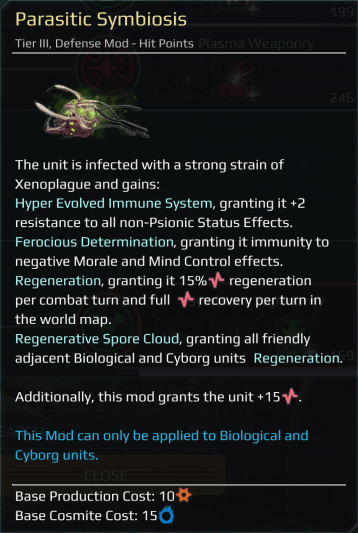 Parasitic Symbiosis
Tier III, Defense Mod - Hit Points Plasma Weaponry
199
246
The unit is infected with a strong strain of
Xenoplague and gains:
Hyper Evolved Immune System, granting it +2
resistance to all non-Psionic Status Effects.
Ferocious Determination, granting it immunity to
negative Morale and Mind Control effects.
Regeneration, granting it 15% regeneration
per combat turn and full recovery per turn in
the world map.
Regenerative Spore Cloud, granting all friendly
adjacent Biological and Cyborg units Regeneration.
Additionally, this mod grants the unit +15.
This Mod can only be applied to Biological and
Cyborg units.
CLOSE
Base Production Cost: 10
Base Cosmite Cost: 15